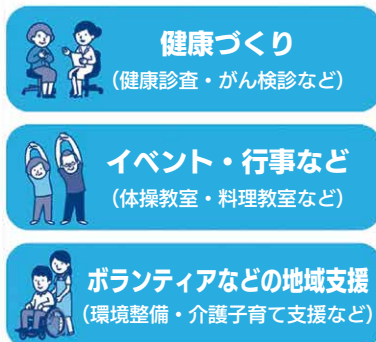 健康づくり
（健康診査・がん検診など）
イベント・行事など
（体操教室・料理教室など）
ボランティアなどの地域支援
（環境整備・介護子育て支援など）